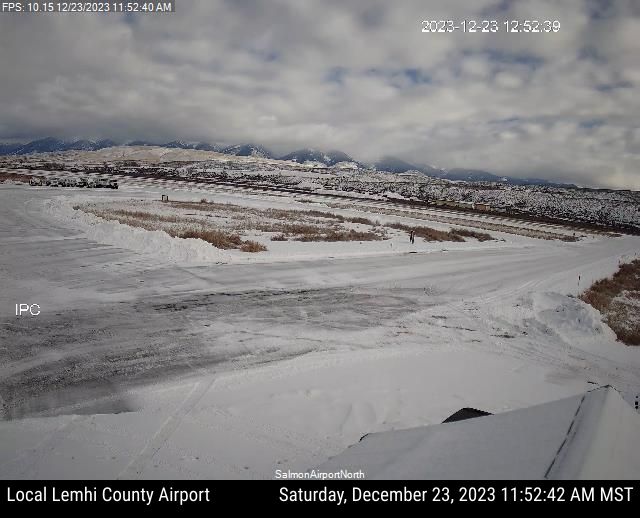 FPS: 10.15 12/23/2023 11:52:40 AM
2023-12-23 12:52:39
IPC
SalmonAirportNorth
Local Lemhi County Airport Saturday, December 23, 2023 11:52:42 AM MST